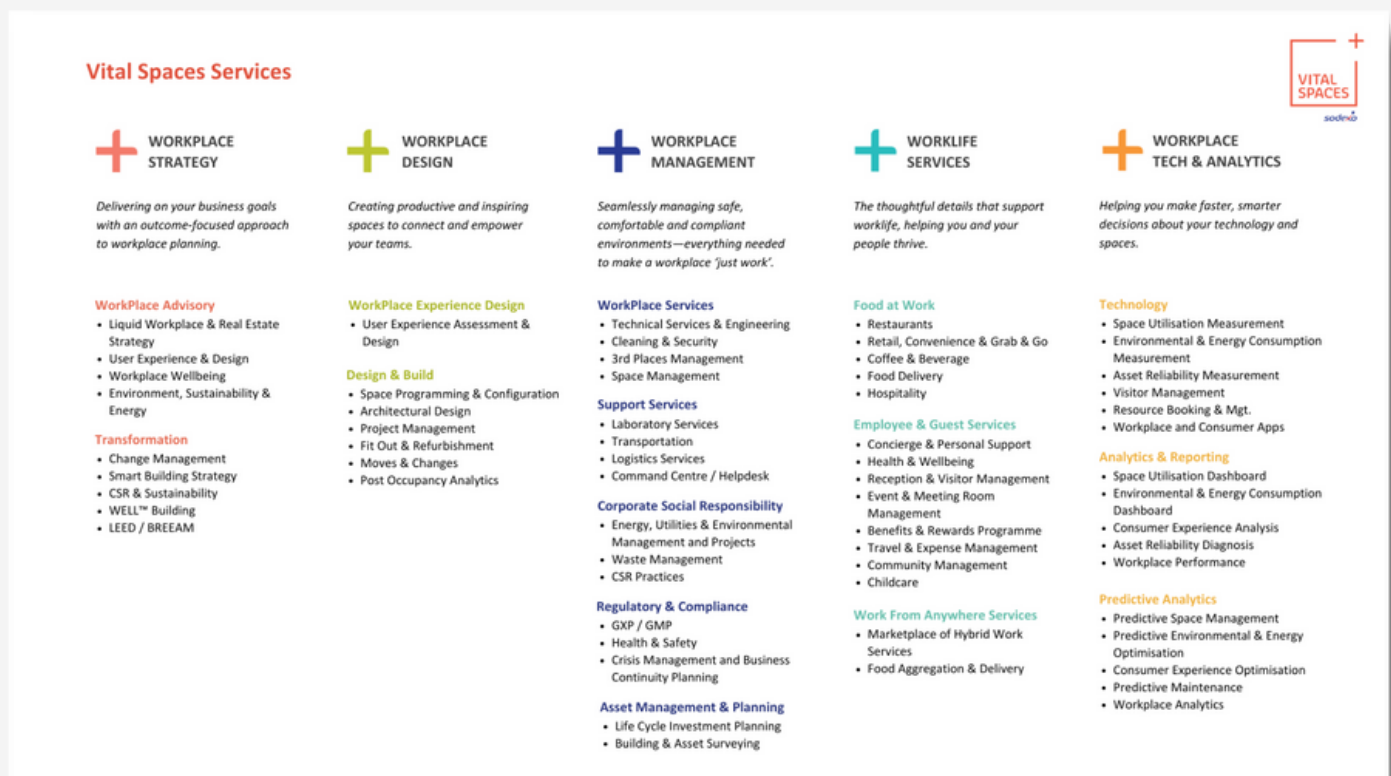 Vital Spaces Services
VITAL
SPACES
sodexo
WORKPLACE
STRATEGY
Delivering on your business goals
with an outcome-focused approach
to workplace planning.
WorkPlace Advisory
• Liquid Workplace & Real Estate
Strategy
• User Experience & Design
• Workplace Wellbeing
• Environment, Sustainability &
Energy
Transformation
• Change Management
• Smart Building Strategy
• CSR & Sustainability
• WELL™ Building
• LEED / BREEAM
WORKPLACE
DESIGN
Creating productive and inspiring
spaces to connect and empower
your teams.
WorkPlace Experience Design
• User Experience Assessment &
Design
Design & Build
• Space Programming & Configuration
• Architectural Design
• Project Management
• Fit Out & Refurbishment
• Moves & Changes
• Post Occupancy Analytics
WORKPLACE
MANAGEMENT
Seamlessly managing safe,
comfortable and compliant
environments—everything needed
to make a workplace ‘just work’.
WorkPlace Services
• Technical Services & Engineering
• Cleaning & Security
• 3rd Places Management
• Space Management
Support Services
• Laboratory Services
• Transportation
• Logistics Services
• Command Centre / Helpdesk
Corporate Social Responsibility
• Energy, Utilities & Environmental
Management and Projects
• Waste Management
• CSR Practices
Regulatory & Compliance
• GXP / GMP
• Health & Safety
• Crisis Management and Business
Continuity Planning
Asset Management & Planning
• Life Cycle Investment Planning
• Building & Asset Surveying
WORKLIFE
SERVICES
The thoughtful details that support
worklife, helping you and your
people thrive.
Food at Work
• Restaurants
• Retail, Convenience & Grab & Go
• Coffee & Beverage
• Food Delivery
• Hospitality
Employee & Guest Services
• Concierge & Personal Support
• Health & Wellbeing
• Reception & Visitor Management
• Event & Meeting Room
Management
• Benefits & Rewards Programme
• Travel & Expense Management
• Community Management
• Childcare
Work From Anywhere Services
• Marketplace of Hybrid Work
Services
• Food Aggregation & Delivery
WORKPLACE
TECH & ANALYTICS
Helping you make faster, smarter
decisions about your technology and
spaces.
Technology
• Space Utilisation Measurement
• Environmental & Energy Consumption
Measurement
• Asset Reliability Measurement
• Visitor Management
• Resource Booking & Mgt.
• Workplace and Consumer Apps
Analytics & Reporting
• Space Utilisation Dashboard
• Environmental & Energy Consumption
Dashboard
• Consumer Experience Analysis
• Asset Reliability Diagnosis
• Workplace Performance
Predictive Analytics
• Predictive Space Management
• Predictive Environmental & Energy
Optimisation
• Consumer Experience Optimisation
• Predictive Maintenance
• Workplace Analytics